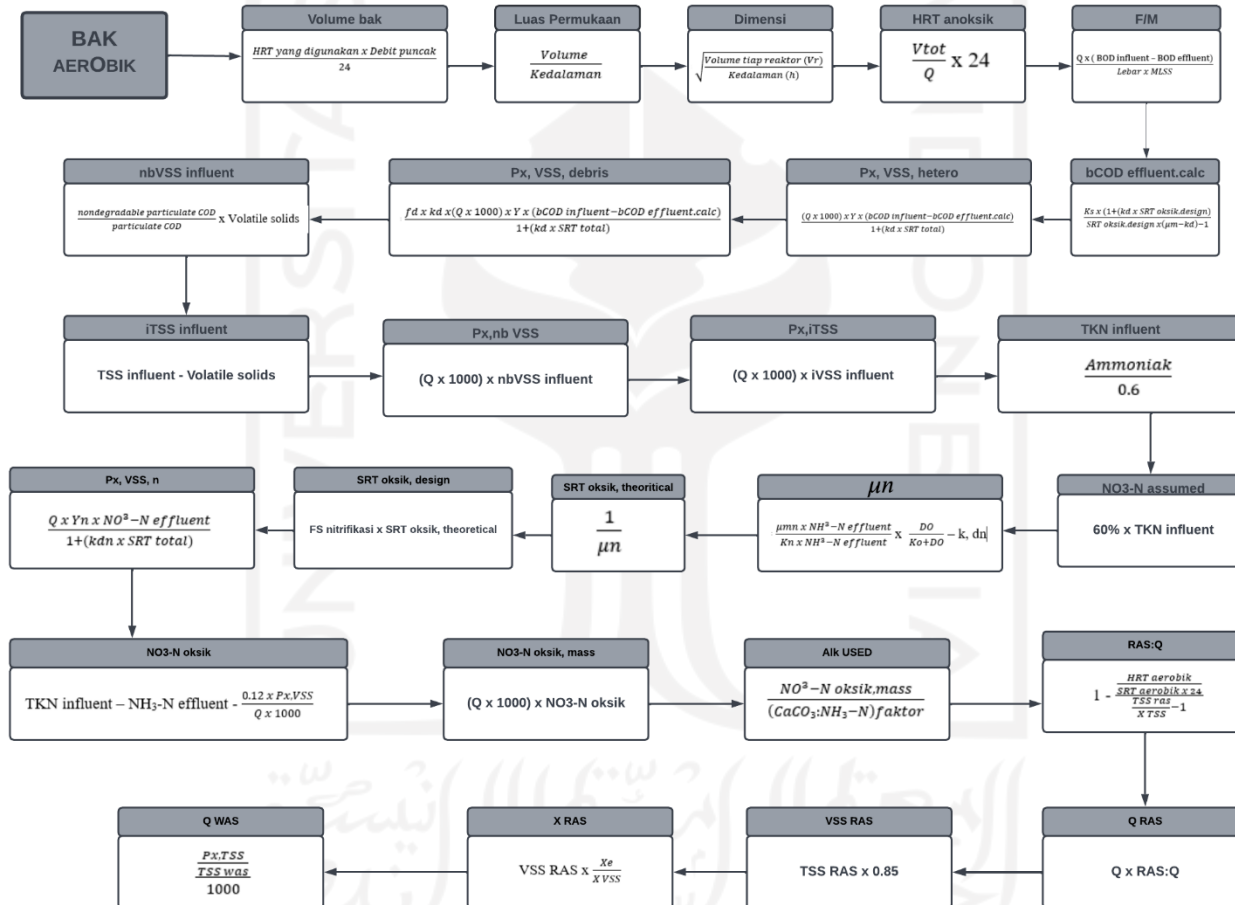 BAK
AEROBIK
Volume bak
HRT yang digunakan x Debit puncak
24
Luas Permukaan
Volume
Kedalaman
Dimensi
√ Volume tiap reaktor (Vr)
Kedalaman (h)
HRT anoksik
Vtot
Q
x 24
F/M
Q x ( BOD influent – BOD effluent)
Lebar x MLSS
nbVSS influent
nondegradable particulate COD
particulate COD
x Volatile solids
Px, VSS, debris
fd x kd x (Q x 1000) x Y x (bCOD influent–bCOD effluent.calc)
1+(kd x SRT total)
Px, VSS, hetero
(Q x 1000) x Y x (bCOD influent–bCOD effluent.calc)
1+(kd x SRT total)
bCOD effluent.calc
Ks x (1+(kd x SRT oksik.design)
SRT oksik.design x(μm–kd)–1
iTSS influent
TSS influent - Volatile solids
Px,nb VSS
(Q x 1000) x nbVSS influent
Px,iTSS
(Q x 1000) x iVSS influent
TKN influent
Ammoniak
0.6
Px, VSS, n
Q x Yn x NO³–N effluent
1+(kdn x SRT total)
SRT oksik, design
FS nitrifikasi x SRT oksik, theoretical
SRT oksik, theoritical
1
μn
μn
μmn x NH³–N effluent
Kn x NH³–N effluent
x
DO
Ko+DO
– k, dn
NO3-N assumed
60% x TKN influent
NO3-N oksik
TKN influent – NH₃-N effluent - 0.12 x Px,VSS
Q x 1000
NO3-N oksik, mass
(Q x 1000) x NO3-N oksik
Alk USED
NO³–N oksik,mass
(CaCO₃:NH₃–N)faktor
RAS:Q
1 -
HRT aerobik
SRT aerobik x 24
TSS ras
X TSS
–1
Q WAS
Px,TSS
TSS was
1000
X RAS
VSS RAS x Xe
X VSS
VSS RAS
TSS RAS x 0.85
Q RAS
Q x RAS:Q
UNIVERSITAS
INDONESIA